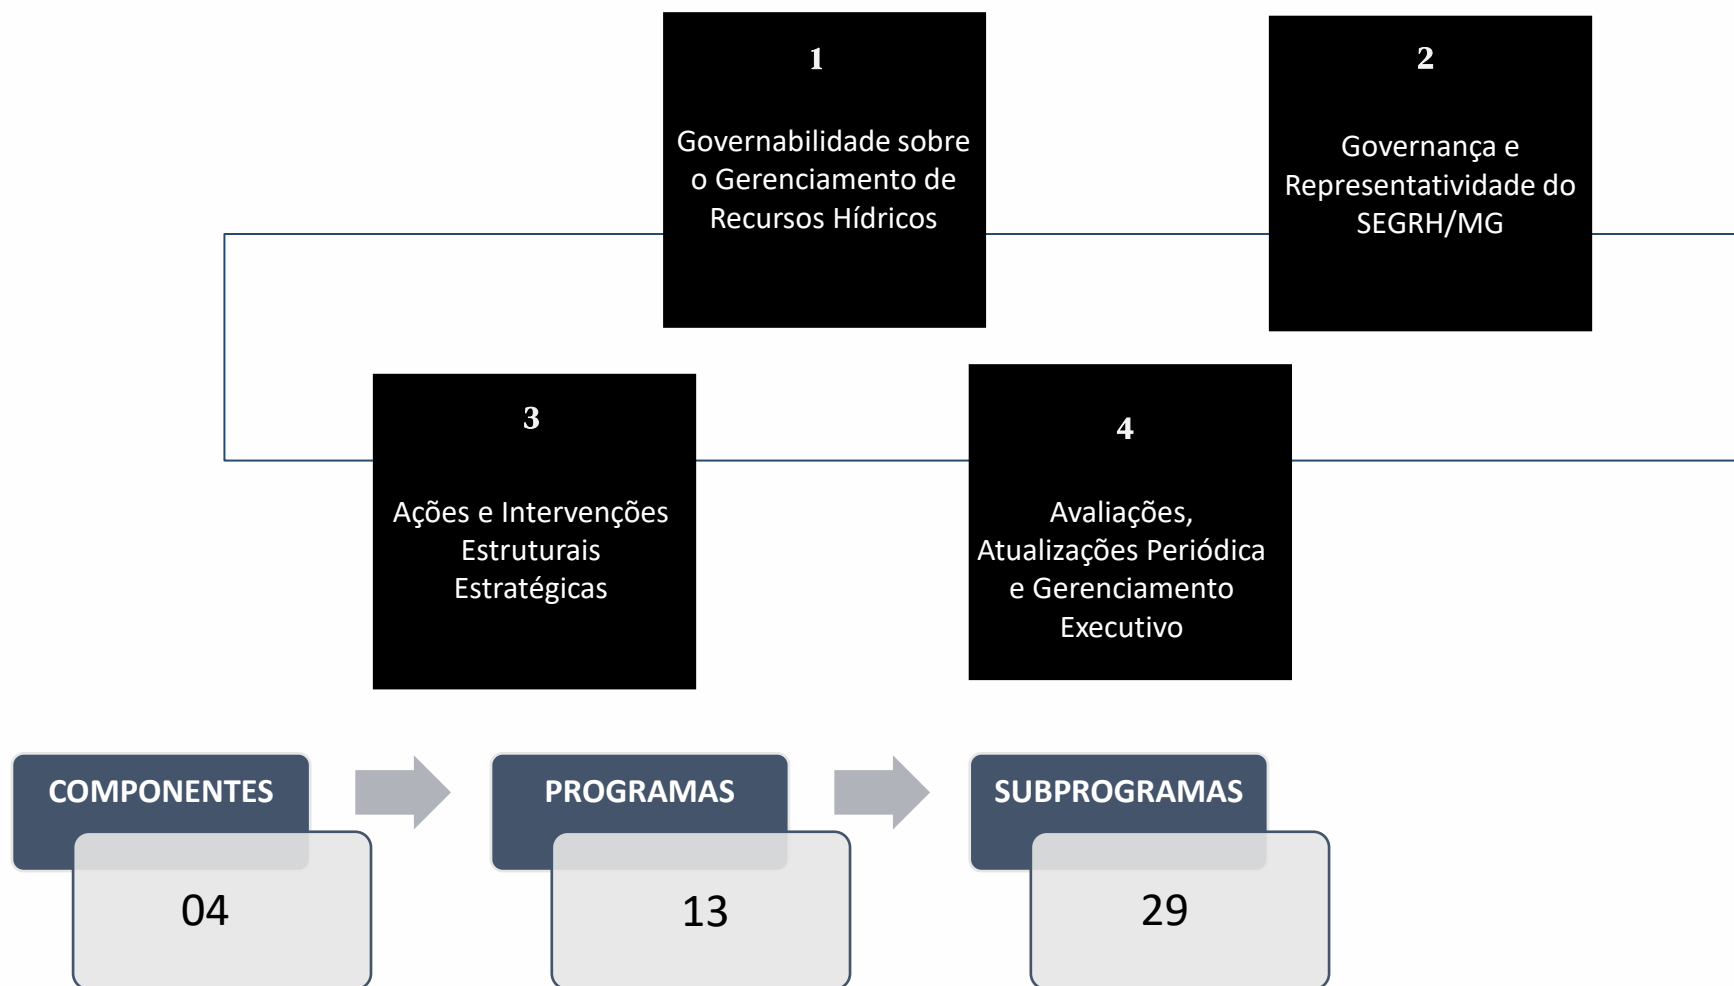 1
Governabilidade sobre
o Gerenciamento de
Recursos Hídricos
2
Governança e
Representatividade do
SEGRH/MG
3
Ações e Intervenções
Estruturais
Estratégicas
4
Avaliações,
Atualizações Periódica
e Gerenciamento
Executivo
COMPONENTES
04
PROGRAMAS
13
SUBPROGRAMAS
29